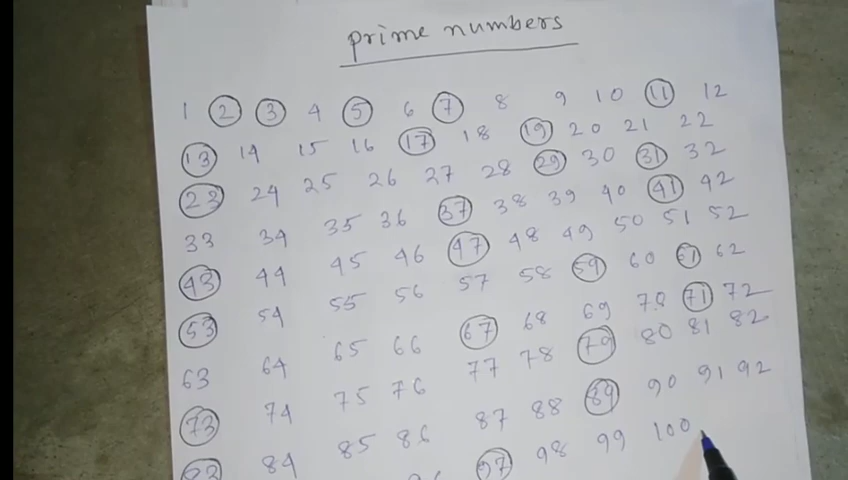 prime numbers
1 2 3 4 5 6 7 8 9 10 11 12
13 14 15 16 17 18 19 20 21 22
23 24 25 26 27 28 29 30 31 32
33 34 35 36 37 38 39 40 41 42
43 44 45 46 47 48 49 50 51 52
53 54 55 56 57 58 59 60 61 62
63 64 65 66 67 68 69 70 71 72
73 74 75 76 77 78 79 80 81 82
83 84 85 86 87 88 89 90 91 92
97 98 99 100